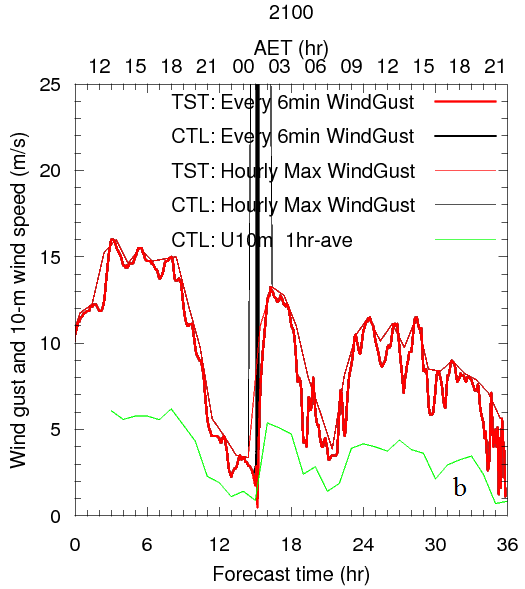 2100
AET (hr)
12 15 18 21 00 03 06 09 12 15 18 21
25
20
15
10
5
0
Wind gust and 10-m wind speed (m/s)
TST: Every 6min WindGust
CTL: Every 6min WindGust
TST: Hourly Max WindGust
CTL: Hourly Max WindGust
CTL: U10m 1hr-ave
b
0 6 12 18 24 30 36
Forecast time (hr)